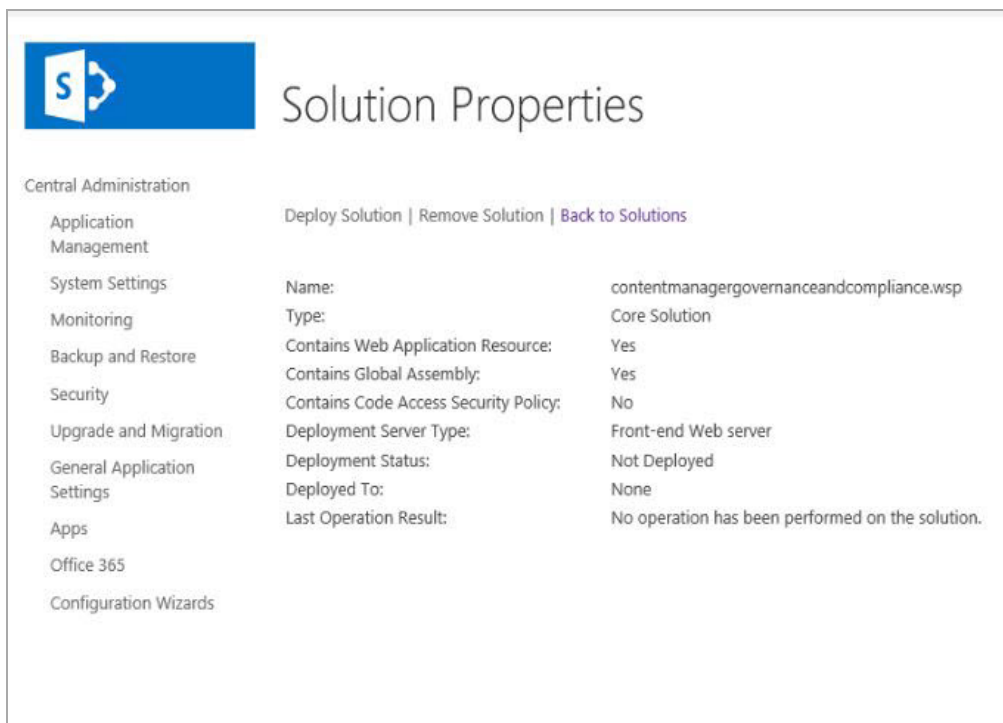 S
Solution Properties
Central Administration
Application
Management
System Settings
Monitoring
Backup and Restore
Security
Upgrade and Migration
General Application
Settings
Apps
Office 365
Configuration Wizards
Deploy Solution | Remove Solution | Back to Solutions
Name: contentmanagergovernanceandcompliance.wsp
Type: Core Solution
Contains Web Application Resource: Yes
Contains Global Assembly: Yes
Contains Code Access Security Policy: No
Deployment Server Type: Front-end Web server
Deployment Status: Not Deployed
Deployed To: None
Last Operation Result: No operation has been performed on the solution.